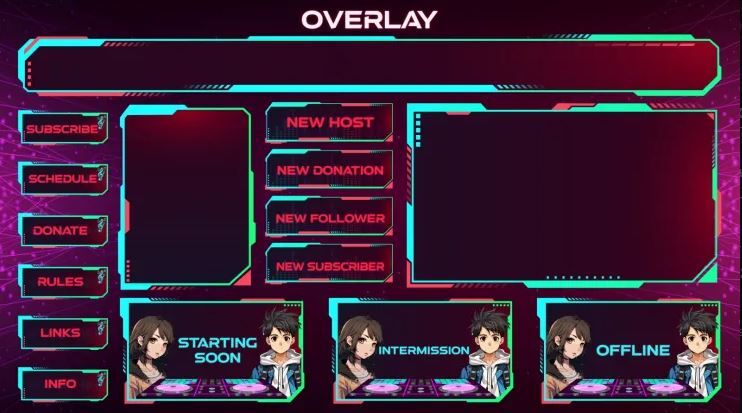 OVERLAY
SUBSCRIBE
SCHEDULE
DONATE
RULES
LINKS
INFO
NEW HOST
NEW DONATION
NEW FOLLOWER
NEW SUBSCRIBER
STARTING
SOON
INTERMISSION
OFFLINE